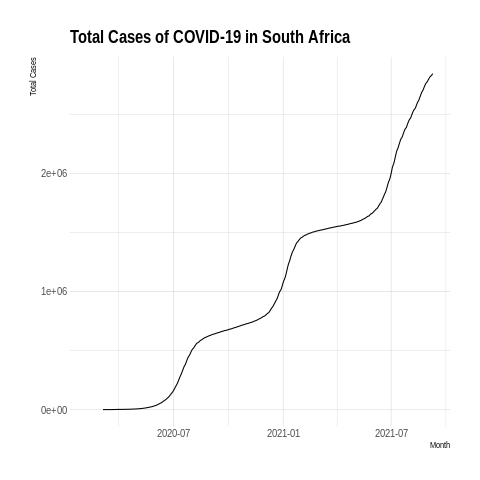 Total Cases of COVID-19 in South Africa
Total Cases
2e+06
1e+06
0e+00
2020-07 2021-01 2021-07
Month